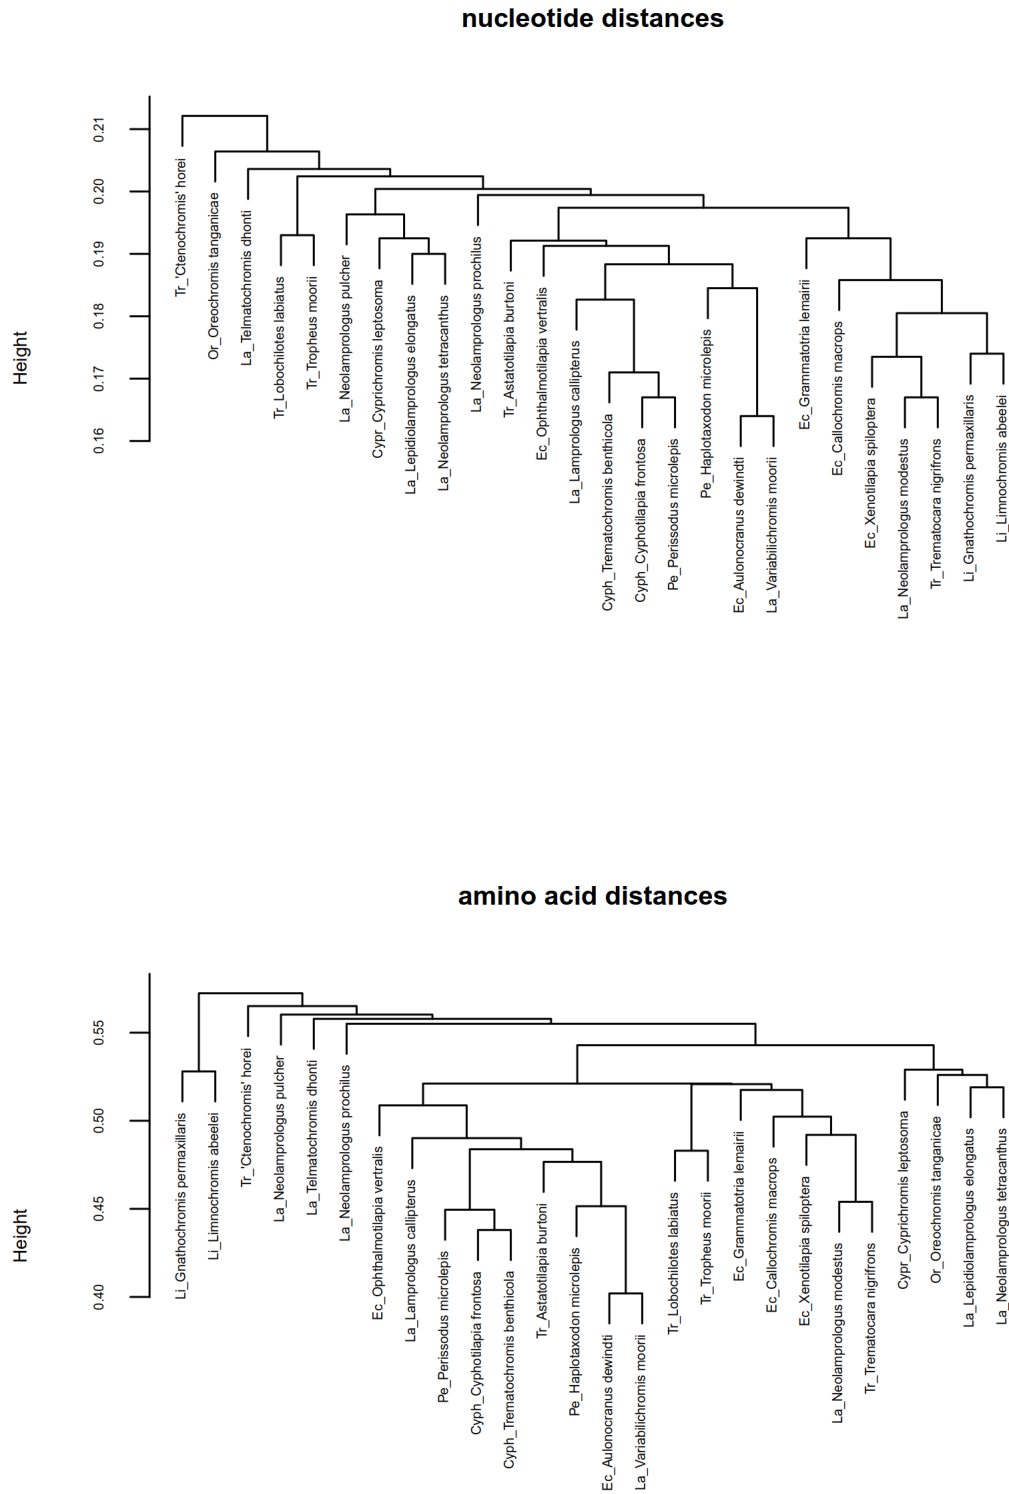 nucleotide distances
Height
0.21
0.20
0.19
0.18
0.17
0.16
Tr_'Ctenochromis' horei
Or_Oreochromis tanganicae
La_Telmatochromis dhonti
Tr_Lobochilotes labiatus
Tr_Tropheus moorii
La_Neolamprologus pulcher
Cypr_Cyprichromis leptosoma
La_Lepidiolamprologus elongatus
La_Neolamprologus tetracanthus
La_Neolamprologus prochilus
Tr_Astatotilapia burtoni
Ec_Ophthalmotilapia vertralis
La_Lamprologus callipterus
Cyph_Trematochromis benthicola
Cyph_Cyphotilapia frontosa
Pe_Perissodus microlepis
Pe_Haplotaxodon microlepis
Ec_Aulonocranus dewindti
La_Variabilichromis moorii
Ec_Grammatotria lemairii
Ec_Callochromis macrops
Ec_Xenotilapia spiloptera
La_Neolamprologus modestus
Tr_Trematocara nigrifrons
Li_Gnathochromis permaxillaris
Li_Limnochromis abeelei
amino acid distances
Height
0.55
0.50
0.45
0.40
Li_Gnathochromis permaxillaris
Li_Limnochromis abeelei
Tr_'Ctenochromis' horei
La_Neolamprologus pulcher
La_Telmatochromis dhonti
La_Neolamprologus prochilus
Ec_Ophthalmotilapia vertralis
La_Lamprologus callipterus
Pe_Perissodus microlepis
Cyph_Cyphotilapia frontosa
Cyph_Trematochromis benthicola
Tr_Astatotilapia burtoni
Pe_Haplotaxodon microlepis
Ec_Aulonocranus dewindti
La_Variabilichromis moorii
Tr_Lobochilotes labiatus
Tr_Tropheus moorii
Ec_Grammatotria lemairii
Ec_Callochromis macrops
Ec_Xenotilapia spiloptera
La_Neolamprologus modestus
Tr_Trematocara nigrifrons
Cypr_Cyprichromis leptosoma
Or_Oreochromis tanganicae
La_Lepidiolamprologus elongatus
La_Neolamprologus tetracanthus